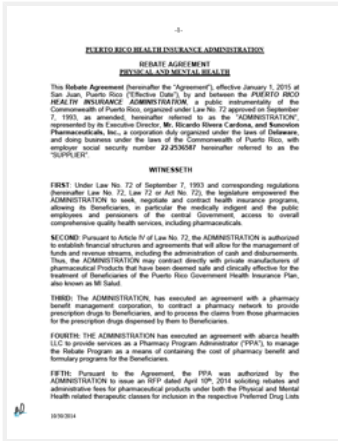 -1-
PUERTO RICO HEALTH INSURANCE ADMINISTRATION
REBATE AGREEMENT
PHYSICAL AND MENTAL HEALTH
This Rebate Agreement (hereinafter the "Agreement"), effective January 1, 2015 at
San Juan, Puerto Rico ("Effective Date"), by and between the PUERTO RICO
HEALTH INSURANCE ADMINISTRATION, a public instrumentality of the
Commonwealth of Puerto Rico, organized under Law No. 72 approved on September
7, 1993, as amended, hereinafter referred to as the "ADMINISTRATION",
represented by its Executive Director, Mr. Ricardo Rivera Cardona, and Sunovion
Pharmaceuticals, Inc., a corporation duly organized under the laws of Delaware,
and doing business under the laws of the Commonwealth of Puerto Rico, with
employer social security number 22-2536587 hereinafter referred to as the
"SUPPLIER".
WITNESSETH
FIRST: Under Law No. 72 of September 7, 1993 and corresponding regulations
(hereinafter Law No. 72, Law 72 or Act No. 72), the legislature empowered the
ADMINISTRATION to seek, negotiate and contract health insurance programs,
allowing its Beneficiaries, in particular the medically indigent and the public
employees and pensioners of the central Government, access to overall
comprehensive quality health services, including pharmaceuticals.
SECOND: Pursuant to Article IV of Law No. 72, the ADMINISTRATION is authorized
to establish financial structures and agreements that will allow for the management of
funds and revenue streams, including the administration of cash and disbursements.
Thus, the ADMINISTRATION may contract directly with private manufacturers of
pharmaceutical Products that have been deemed safe and clinically effective for the
treatment of Beneficiaries of the Puerto Rico Government Health Insurance Plan,
also known as Mi Salud.
THIRD: The ADMINISTRATION, has executed an agreement with a pharmacy
benefit management corporation, to contract a pharmacy network to provide
prescription drugs to Beneficiaries, and to process the claims from those pharmacies
for the prescription drugs dispensed by them to Beneficiaries.
FOURTH: THE ADMINISTRATION has executed an agreement with abarca health
LLC to provide services as a Pharmacy Program Administrator ("PPA"), to manage
the Rebate Program as a means of containing the cost of pharmacy benefit and
formulary programs for the Beneficiaries.
FIFTH: Pursuant to the Agreement, the PPA was authorized by the
ADMINISTRATION to issue an RFP dated April 10th, 2014 soliciting rebates and
administrative fees for pharmaceutical products under both the Physical and Mental
Health related therapeutic classes for inclusion in the respective Preferred Drug Lists
10/30/2014